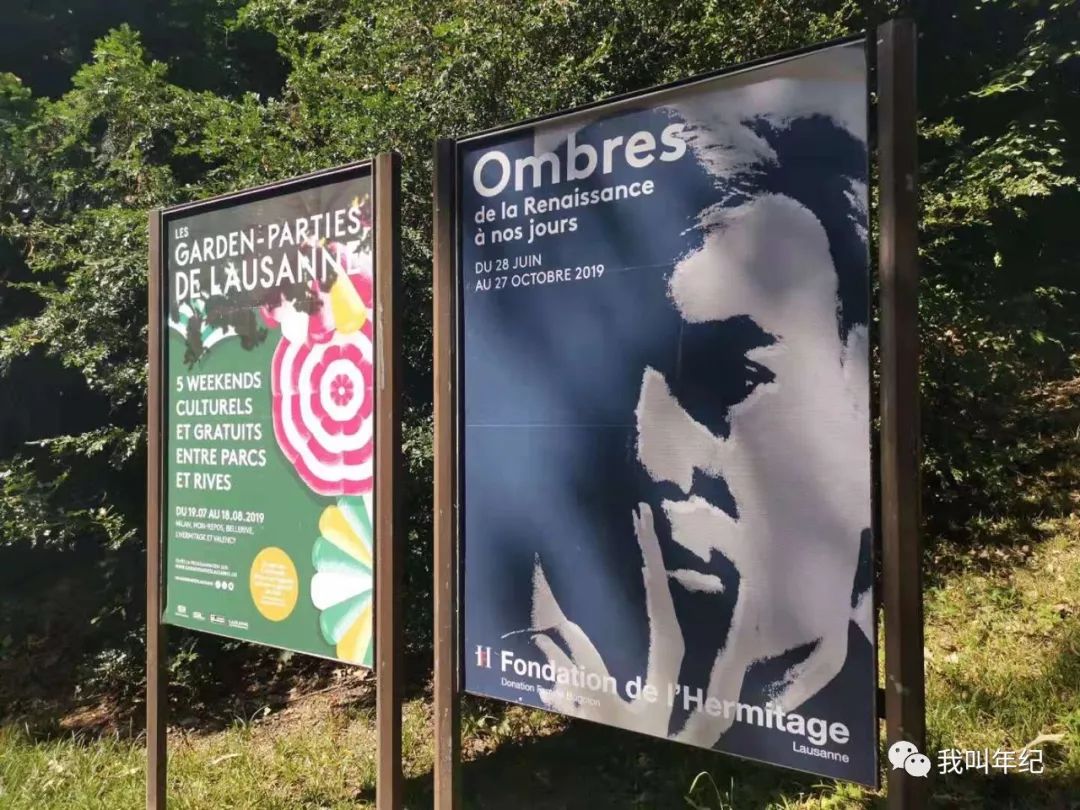 LES
GARDEN-PARTIES
DE LAUSANNE
5 WEEKENDS
CULTURELS
ET GRATUITS
ENTRE PARCS
ET RIVES
DU 19.07 AU 18.08.2019
MILAN, MON-REPOS, BELLERIVE,
L'HERMITAGE ET VALENCY
Ombres
de la Renaissance
à nos jours
DU 28 JUIN
AU 27 OCTOBRE 2019
Fondation de l'Hermitage
Donation Famille Bugnion
Lausanne
我叫年纪